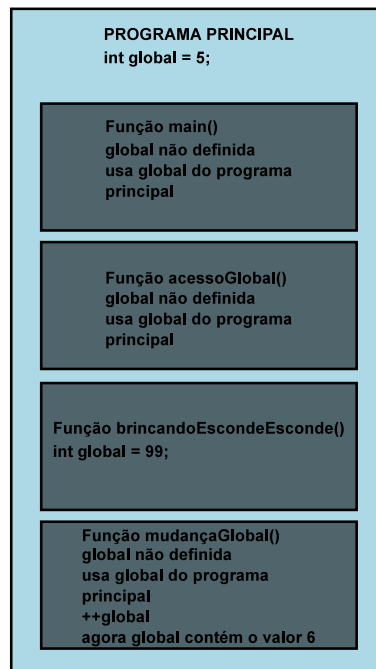 PROGRAMA PRINCIPAL
int global = 5;
Função main()
global não definida
usa global do programa
principal
Função acessoGlobal()
global não definida
usa global do programa
principal
Função brincandoEscondeEsconde()
int global = 99;
Função mudançaGlobal()
global não definida
usa global do programa
principal
++global
agora global contém o valor 6